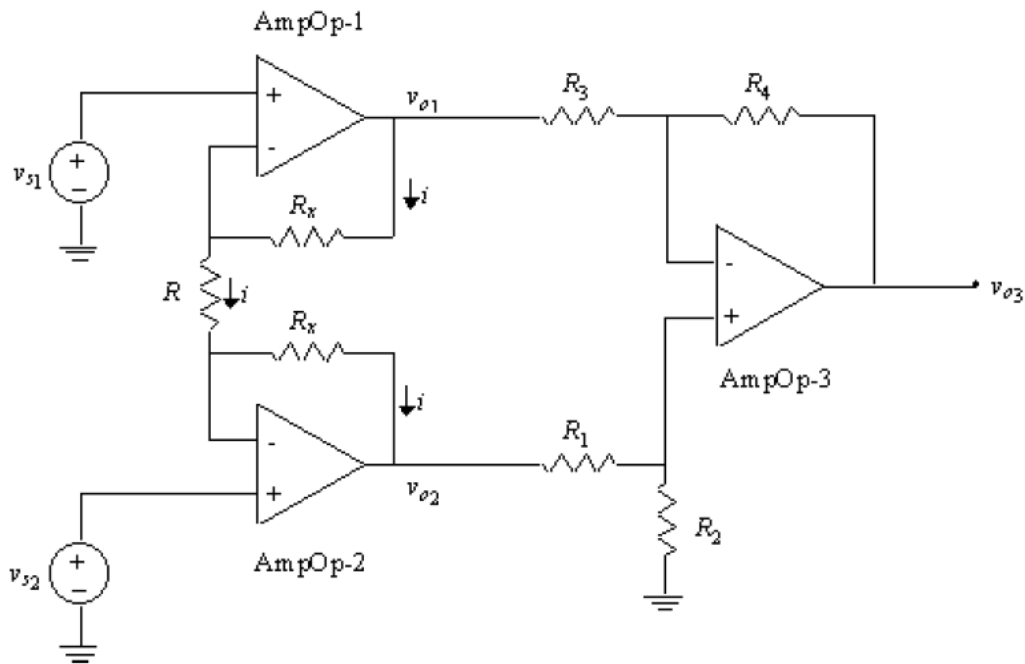 AmpOp-1
+
-
v_{s1}
+
−
v_{o1}
i
R_x
R
i
R_x
i
-
+
AmpOp-2
v_{o2}
v_{s2}
+
−
R_3
R_4
-
+
AmpOp-3
v_{o3}
R_1
R_2